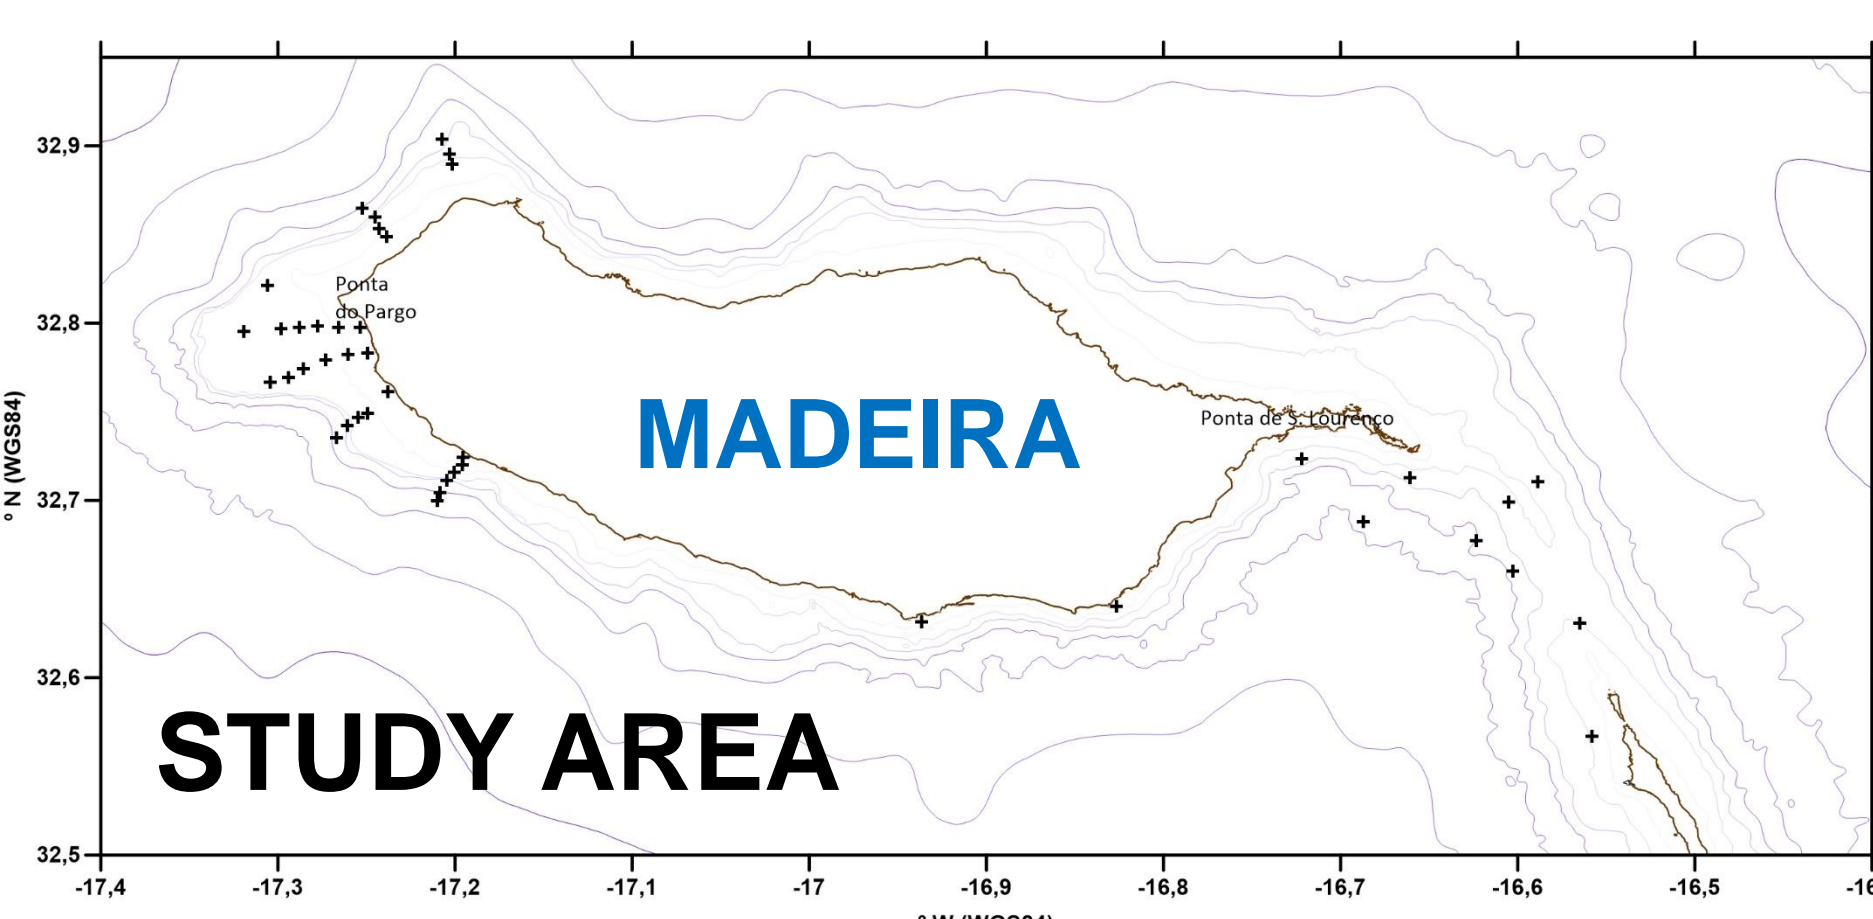 32,9
Ponta
do Pargo
32,8
MADEIRA
Ponta de S. Lourenço
32,7
º N (WGS84)
32,6
STUDY AREA
32,5
-17,4 -17,3 -17,2 -17,1 -17 -16,9 -16,8 -16,7 -16,6 -16,5
º W (WGS84)